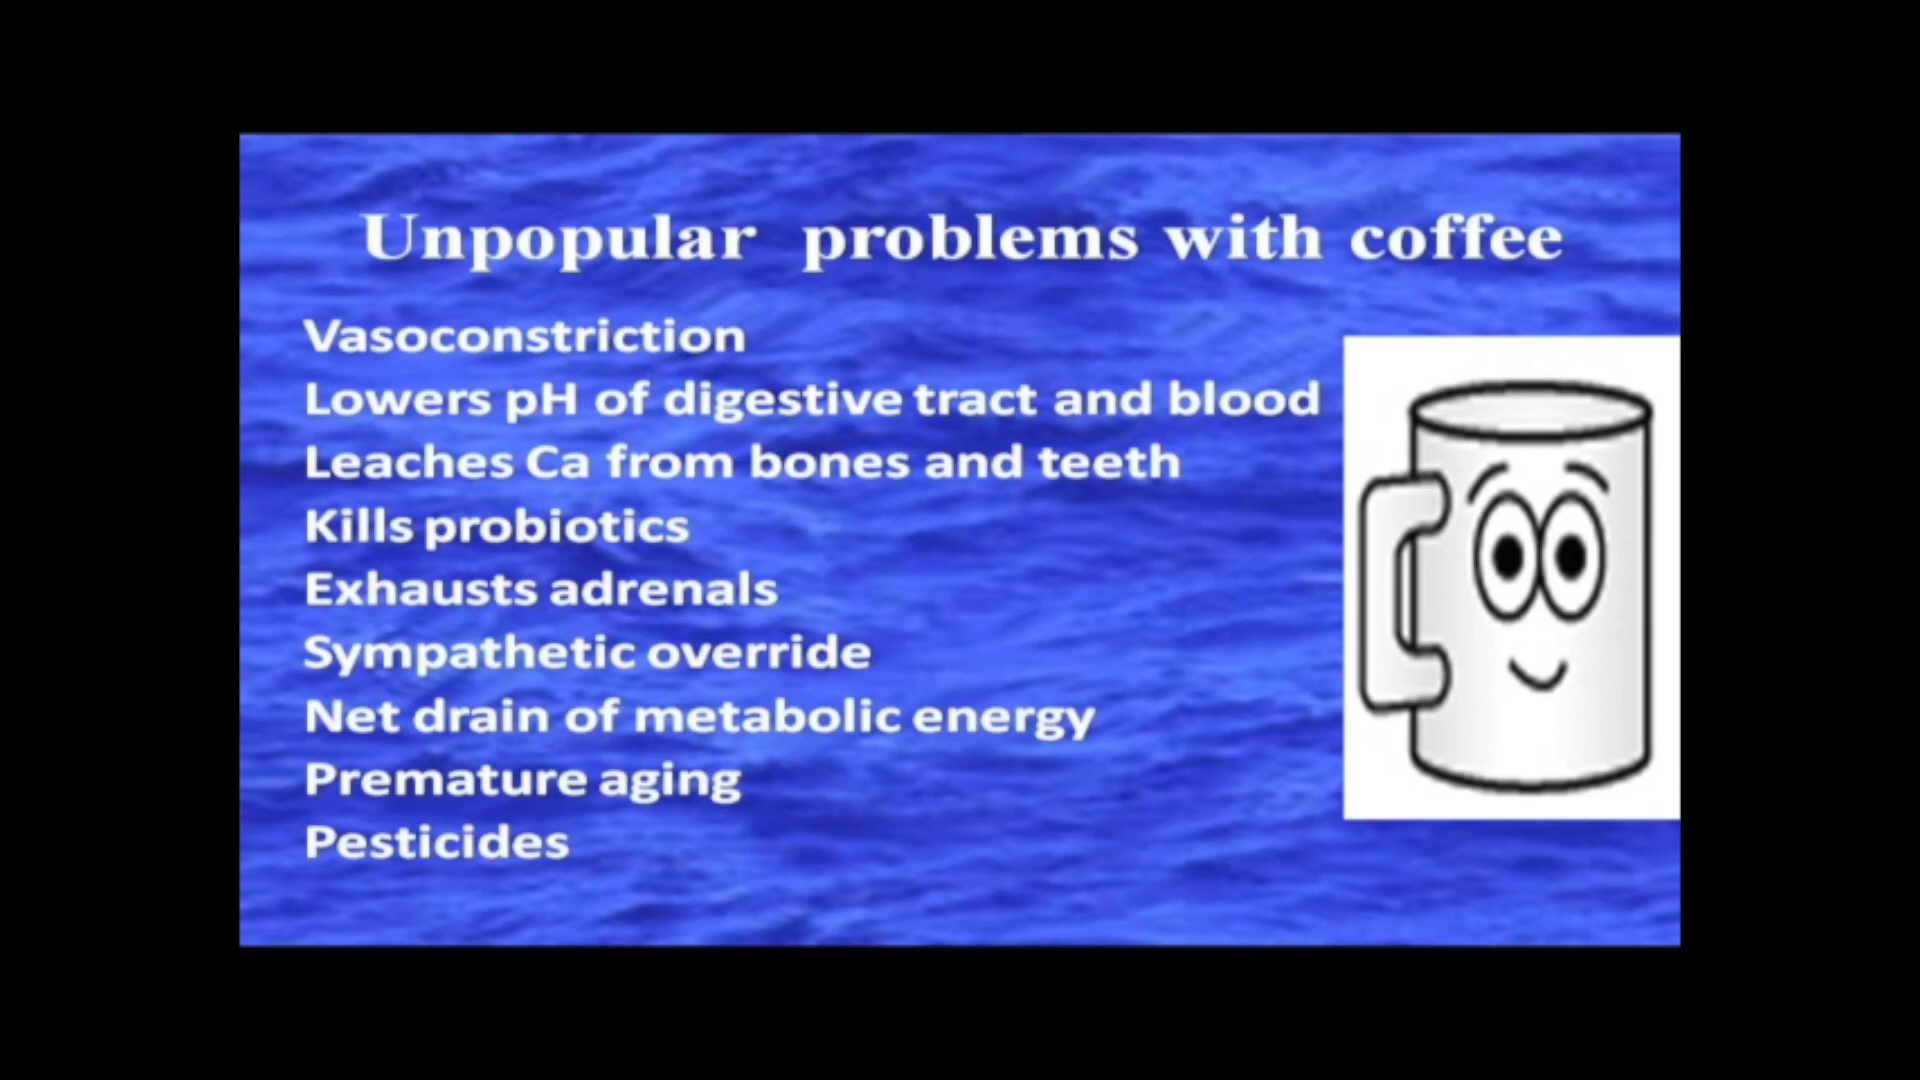 Unpopular problems with coffee
Vasoconstriction
Lowers pH of digestive tract and blood
Leaches Ca from bones and teeth
Kills probiotics
Exhausts adrenals
Sympathetic override
Net drain of metabolic energy
Premature aging
Pesticides